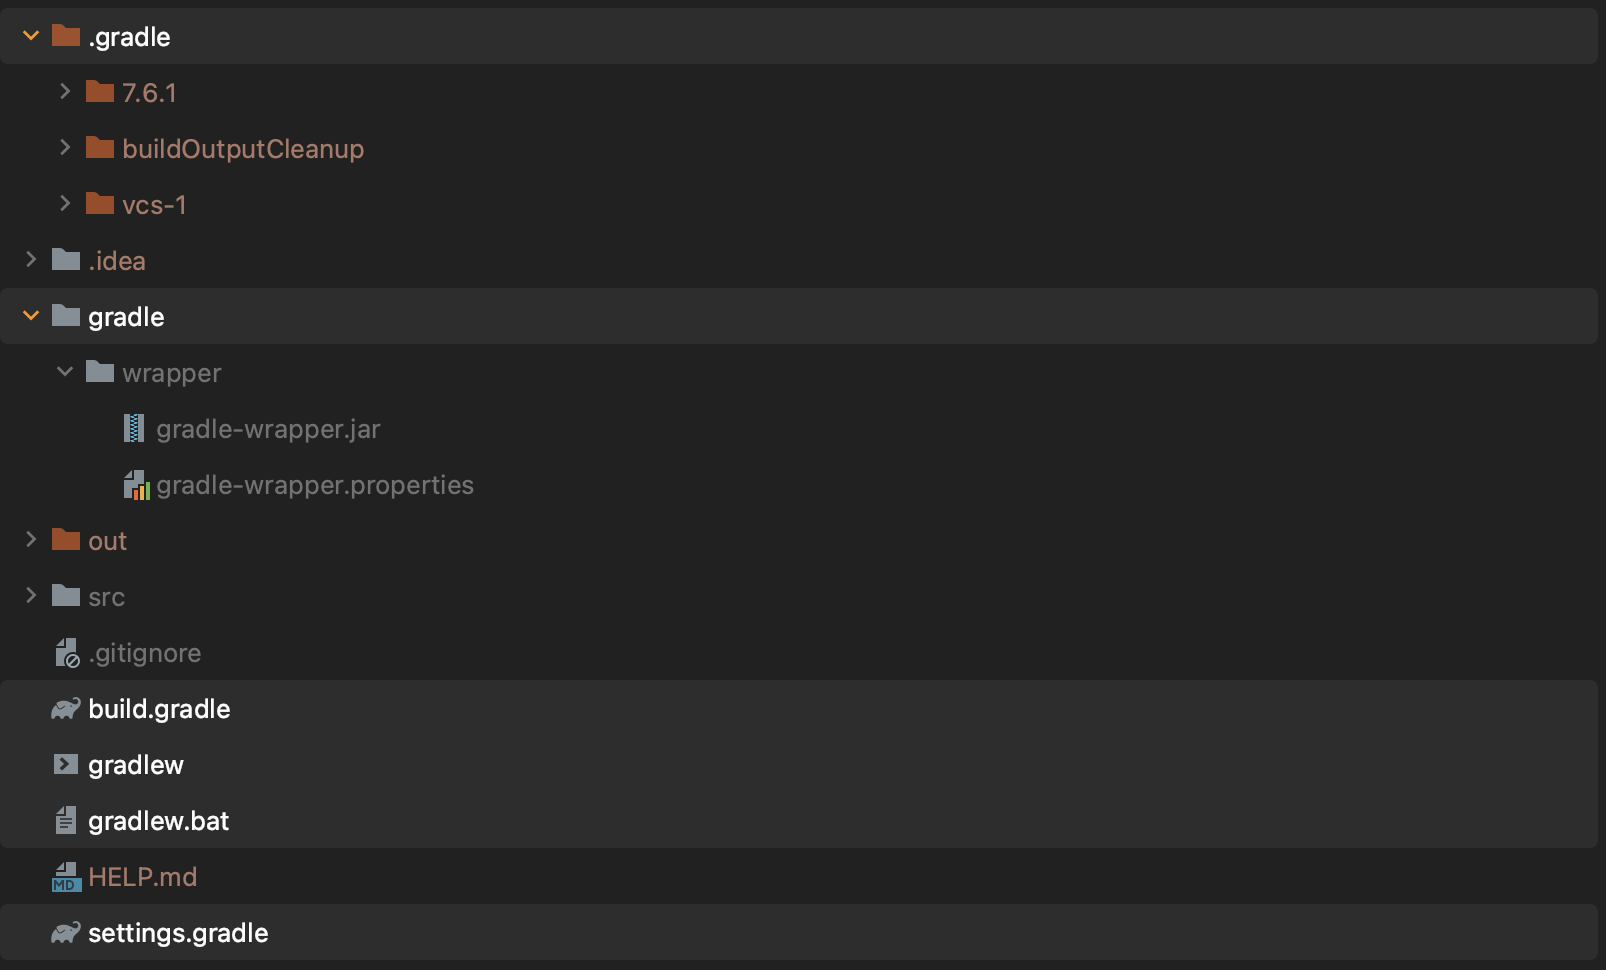 .gradle
7.6.1
buildOutputCleanup
vcs-1
.idea
gradle
wrapper
gradle-wrapper.jar
gradle-wrapper.properties
out
src
.gitignore
build.gradle
gradlew
gradlew.bat
MD HELP.md
settings.gradle